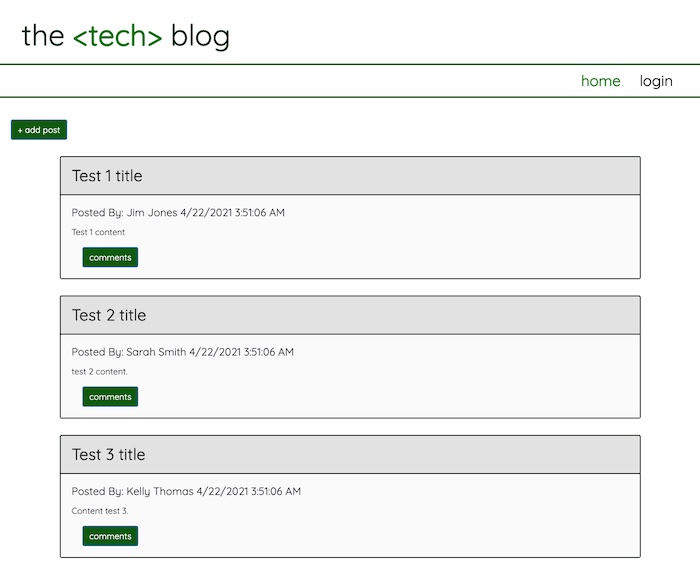 the <tech> blog
home login
+ add post
Test 1 title
Posted By: Jim Jones 4/22/2021 3:51:06 AM
Test 1 content
comments
Test 2 title
Posted By: Sarah Smith 4/22/2021 3:51:06 AM
test 2 content.
comments
Test 3 title
Posted By: Kelly Thomas 4/22/2021 3:51:06 AM
Content test 3.
comments